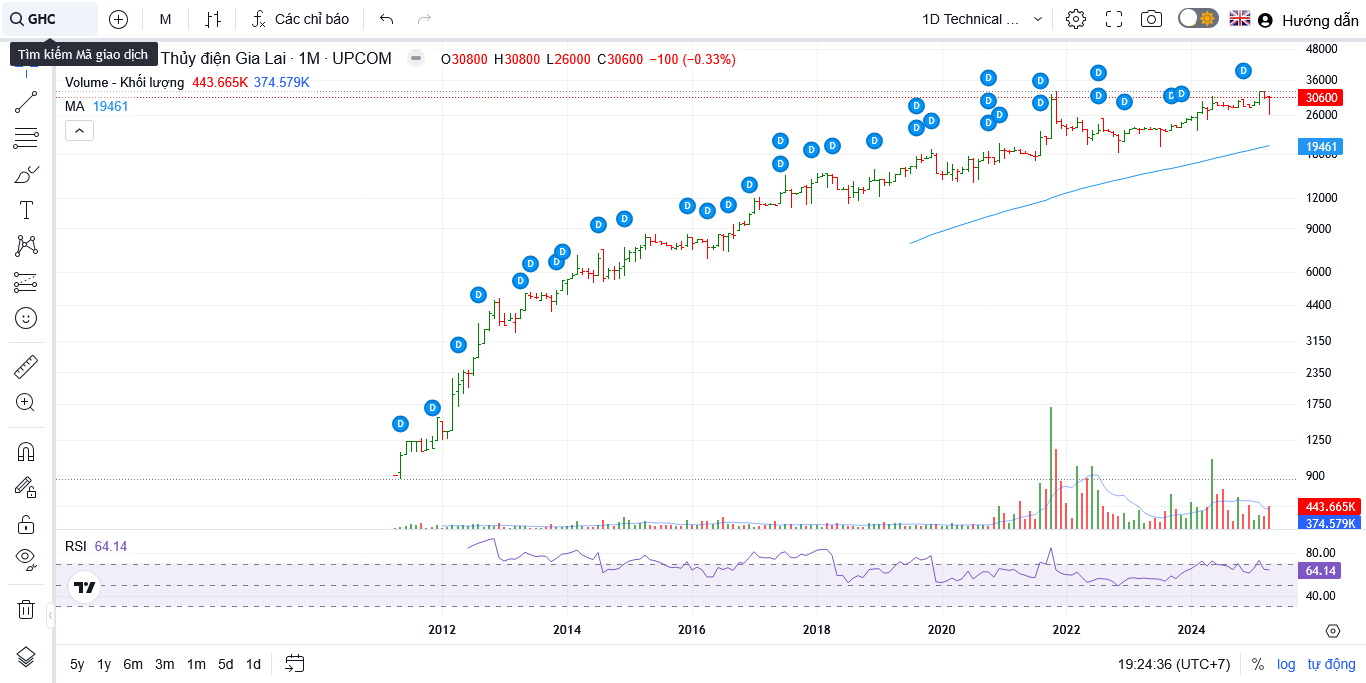 GHC
M
Các chỉ báo
1D Technical ...
Hướng dẫn
Tìm kiếm Mã giao dịch
Thủy điện Gia Lai · 1M · UPCOM
O30800 H30800 L26000 C30600 −100 (−0.33%)
Volume - Khối lượng 443.665K 374.579K
MA 19461
48000
36000
30600
26000
19461
18000
12000
9000
6000
4400
3150
2350
1750
1250
900
443.665K
374.579K
D D D D D D D D D D D D D D D D D D D D D D D D D D D D D D D D D D D D
RSI 64.14
80.00
64.14
40.00
2012 2014 2016 2018 2020 2022 2024
5y 1y 6m 3m 1m 5d 1d
19:24:36 (UTC+7)
% log tự động